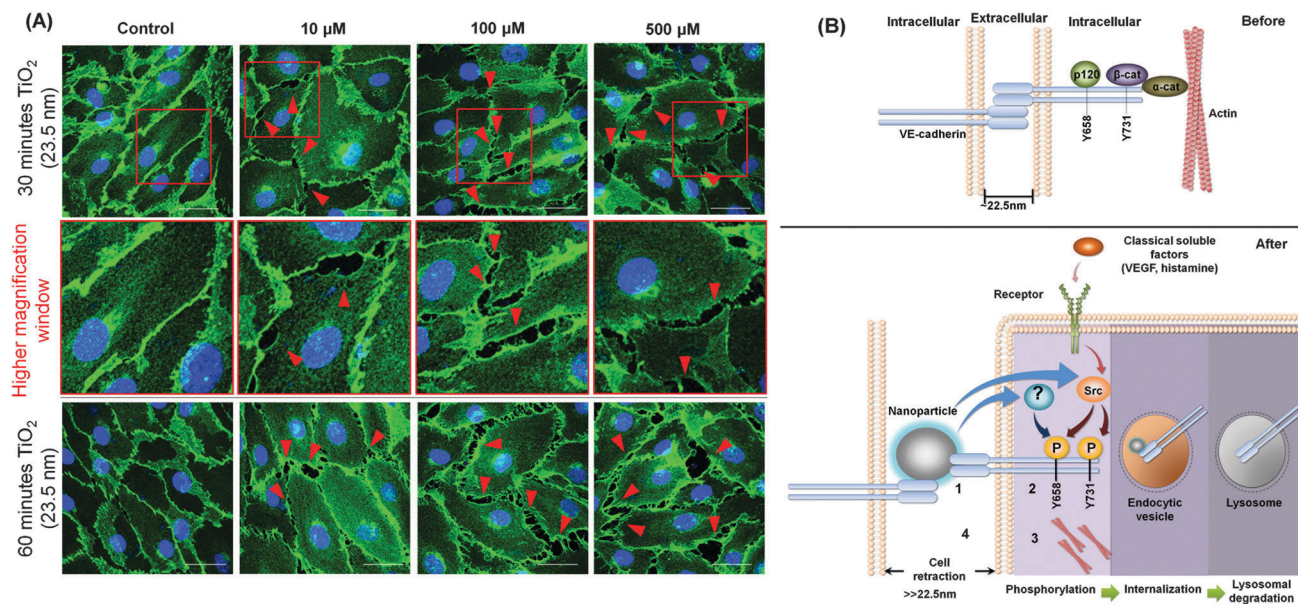 (A)
Control
10 µM
100 µM
500 µM
30 minutes TiO₂
(23.5 nm)
Higher magnification
window
60 minutes TiO₂
(23.5 nm)
(B)
Intracellular
Extracellular
Intracellular
Before
p120
β-cat
α-cat
VE-cadherin
Y658
Y731
Actin
~22.5nm
Classical soluble
factors
(VEGF, histamine)
After
Receptor
Nanoparticle
?
Src
P
P
1
2
Y658
Y731
Endocytic
vesicle
Lysosome
4
3
Cell
retraction
>>22.5nm
Phosphorylation
Internalization
Lysosomal
degradation